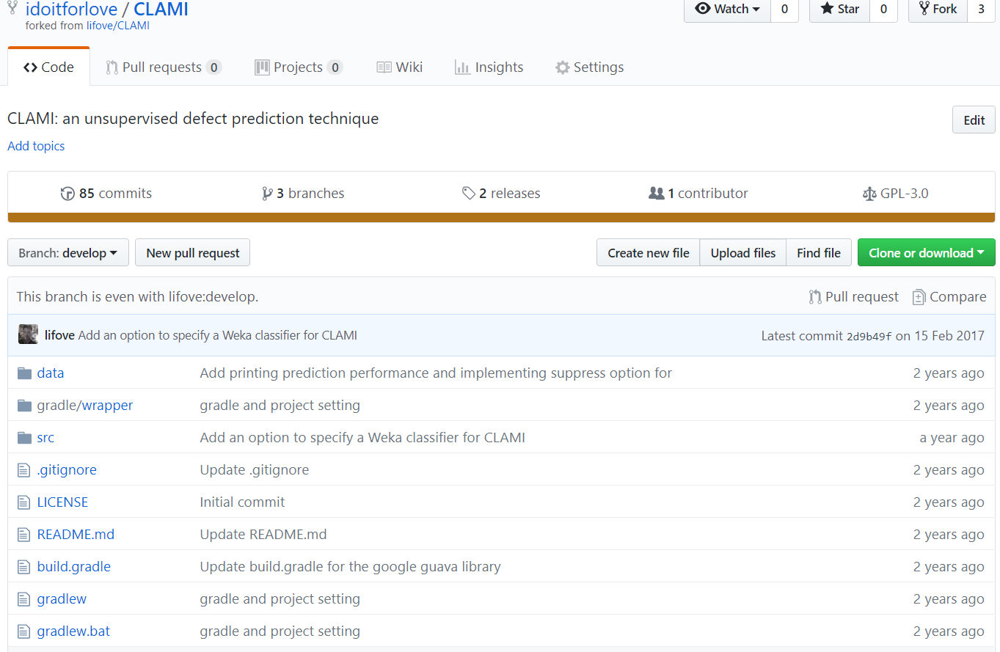 idoitforlove / CLAMI
Watch 0 Star 0 Fork 3
forked from lifove/CLAMI
Code Pull requests 0 Projects 0 Wiki Insights Settings
CLAMI: an unsupervised defect prediction technique
Edit
Add topics
85 commits 3 branches 2 releases 1 contributor GPL-3.0
Branch: develop New pull request Create new file Upload files Find file Clone or download
This branch is even with lifove:develop. Pull request Compare
lifove Add an option to specify a Weka classifier for CLAMI Latest commit 2d9b49f on 15 Feb 2017
data Add printing prediction performance and implementing suppress option for 2 years ago
gradle/wrapper gradle and project setting 2 years ago
src Add an option to specify a Weka classifier for CLAMI a year ago
.gitignore Update .gitignore 2 years ago
LICENSE Initial commit 2 years ago
README.md Update README.md 2 years ago
build.gradle Update build.gradle for the google guava library 2 years ago
gradlew gradle and project setting 2 years ago
gradlew.bat gradle and project setting 2 years ago